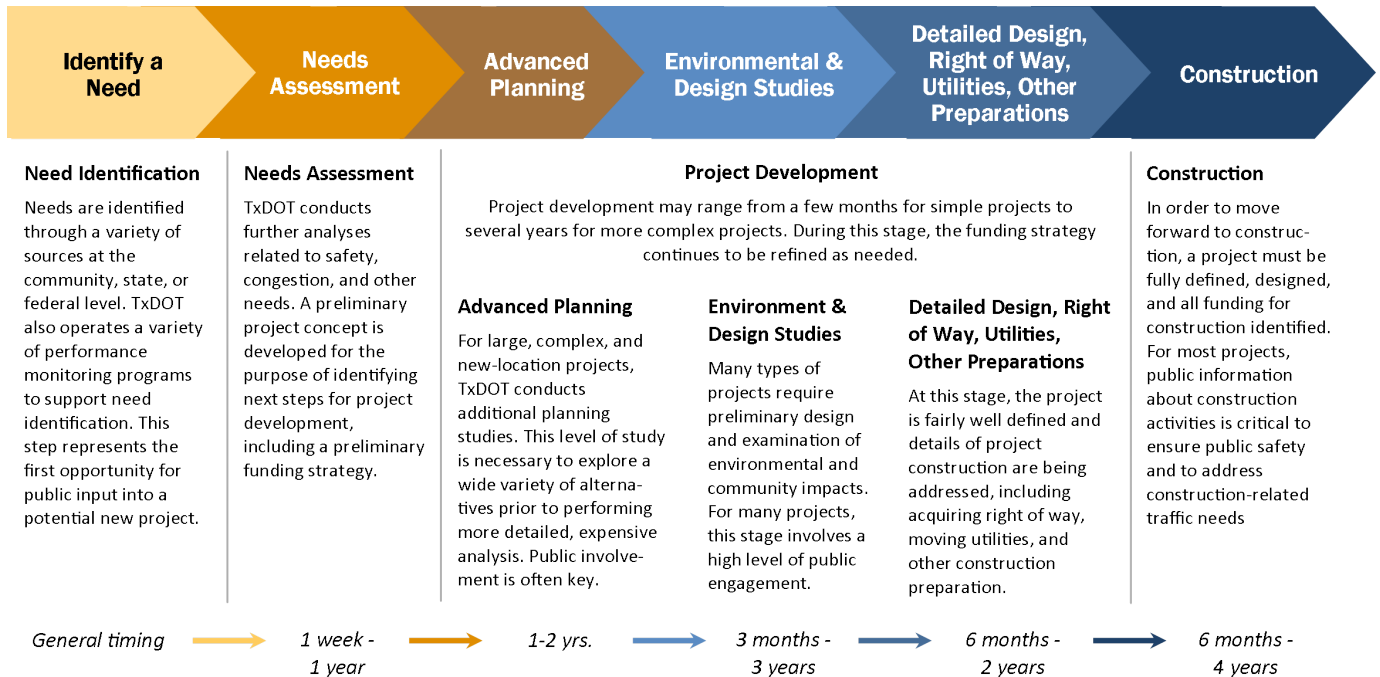 Identify a
Need
Needs
Assessment
Advanced
Planning
Environmental &
Design Studies
Detailed Design,
Right of Way,
Utilities, Other
Preparations
Construction
Need Identification
Needs are identified
through a variety of
sources at the
community, state, or
federal level. TxDOT
also operates a variety
of performance
monitoring programs
to support need
identification. This
step represents the
first opportunity for
public input into a
potential new project.
Needs Assessment
TxDOT conducts
further analyses
related to safety,
congestion, and other
needs. A preliminary
project concept is
developed for the
purpose of identifying
next steps for project
development,
including a preliminary
funding strategy.
Project Development
Project development may range from a few months for simple projects to
several years for more complex projects. During this stage, the funding strategy
continues to be refined as needed.
Advanced Planning
For large, complex, and
new-location projects,
TxDOT conducts
additional planning
studies. This level of study
is necessary to explore a
wide variety of alterna-
tives prior to performing
more detailed, expensive
analysis. Public involve-
ment is often key.
Environment &
Design Studies
Many types of
projects require
preliminary design
and examination of
environmental and
community impacts.
For many projects,
this stage involves a
high level of public
engagement.
Detailed Design, Right
of Way, Utilities,
Other Preparations
At this stage, the project
is fairly well defined and
details of project
construction are being
addressed, including
acquiring right of way,
moving utilities, and
other construction
preparation.
Construction
In order to move
forward to construc-
tion, a project must be
fully defined, designed,
and all funding for
construction identified.
For most projects,
public information
about construction
activities is critical to
ensure public safety
and to address
construction-related
traffic needs
General timing
1 week -
1 year
1-2 yrs.
3 months -
3 years
6 months -
2 years
6 months -
4 years